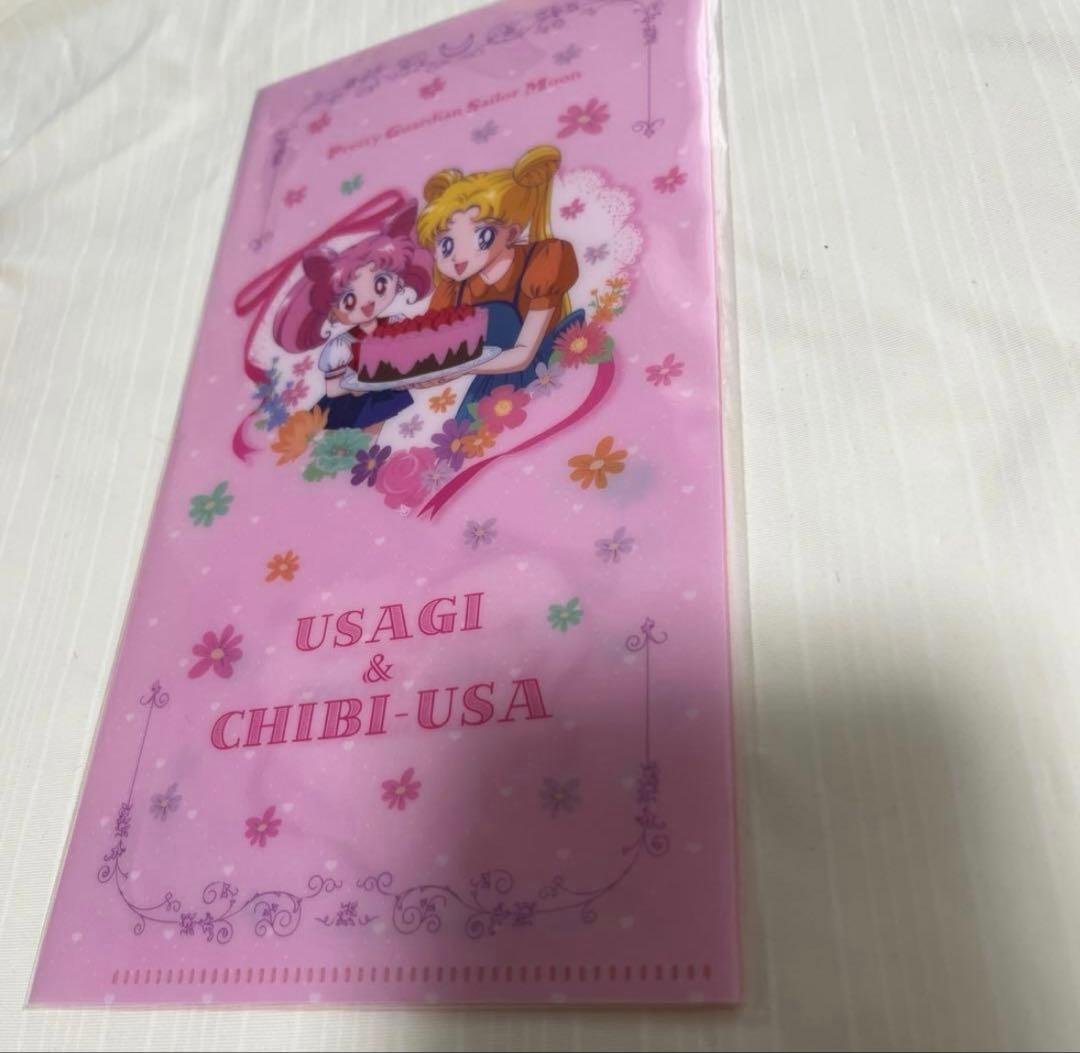 Pretty Guardian Sailor Moon
USAGI
&
CHIBI-USA